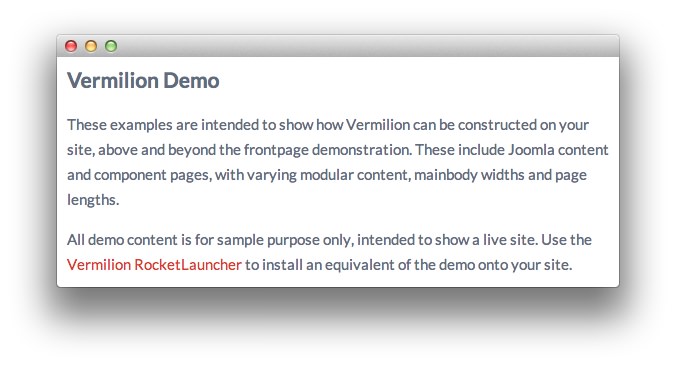 Vermilion Demo
These examples are intended to show how Vermilion can be constructed on your
site, above and beyond the frontpage demonstration. These include Joomla content
and component pages, with varying modular content, mainbody widths and page
lengths.
All demo content is for sample purpose only, intended to show a live site. Use the
Vermilion RocketLauncher to install an equivalent of the demo onto your site.